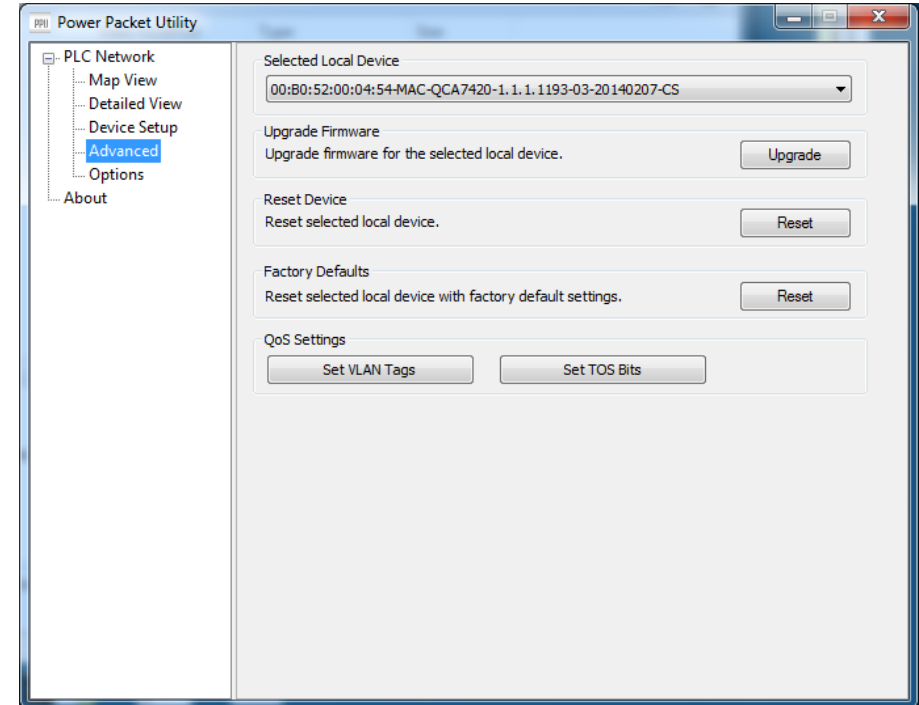 PPU Power Packet Utility
PLC Network
Map View
Detailed View
Device Setup
Advanced
Options
About
Selected Local Device
00:B0:52:00:04:54-MAC-QCA7420-1.1.1.1193-03-20140207-CS
Upgrade Firmware
Upgrade firmware for the selected local device.
Upgrade
Reset Device
Reset selected local device.
Reset
Factory Defaults
Reset selected local device with factory default settings.
Reset
QoS Settings
Set VLAN Tags
Set TOS Bits